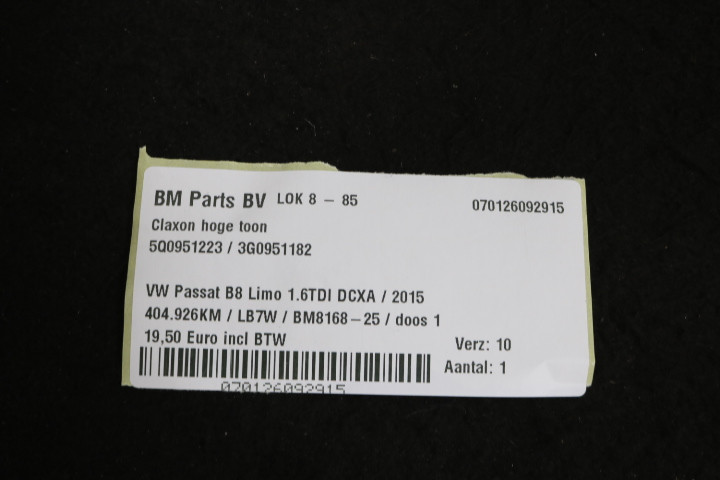 BM Parts BV LOK 8 - 85 070126092915
Claxon hoge toon
5Q0951223 / 3G0951182
VW Passat B8 Limo 1.6TDI DCXA / 2015
404.926KM / LB7W / BM8168-25 / doos 1
19,50 Euro incl BTW Verz: 10
Aantal: 1
070126092915